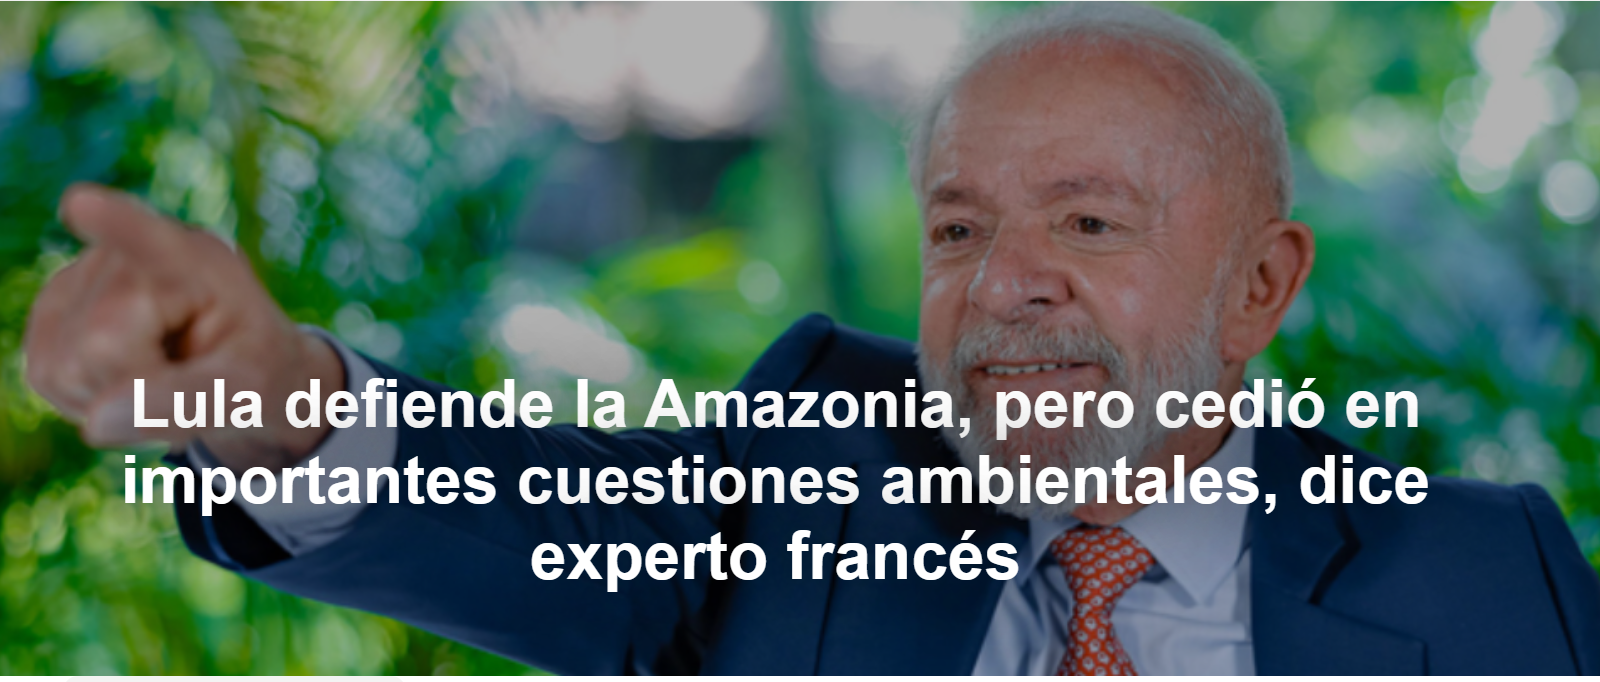 Lula defiende la Amazonia, pero cedió en
importantes cuestiones ambientales, dice
experto francés